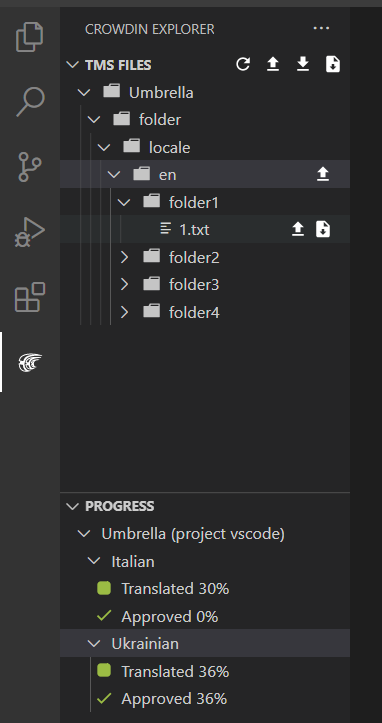 CROWDIN EXPLORER
TMS FILES
Umbrella
folder
locale
en
folder1
1.txt
folder2
folder3
folder4
PROGRESS
Umbrella (project vscode)
Italian
Translated 30%
Approved 0%
Ukrainian
Translated 36%
Approved 36%